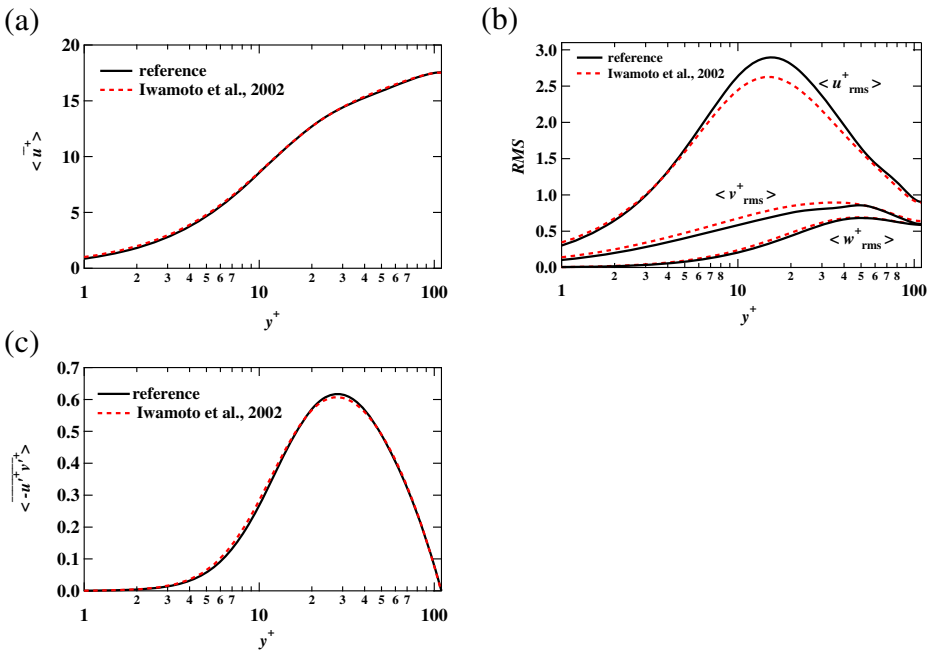 (a)
20
15
10
5
0
< u̅⁺ >
reference
Iwamoto et al., 2002
1 2 3 4 5 6 7 10 2 3 4 5 6 7 100
y⁺
(b)
3.0
2.5
2.0
1.5
1.0
0.5
0.0
RMS
reference
Iwamoto et al., 2002
< u⁺rms >
< v⁺rms >
< w⁺rms >
1 2 3 4 5 6 7 8 10 2 3 4 5 6 7 8 100
y⁺
(c)
0.7
0.6
0.5
0.4
0.3
0.2
0.1
0.0
< -u'⁺v'⁺ >
reference
Iwamoto et al., 2002
1 2 3 4 5 6 7 10 2 3 4 5 6 7 100
y⁺